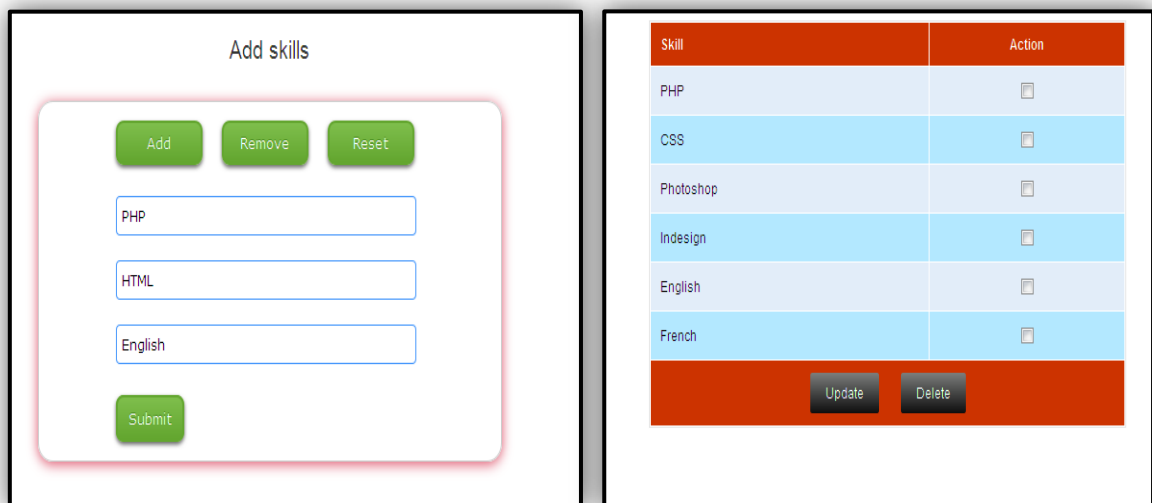 Add skills
Add Remove Reset
PHP
HTML
English
Submit
Skill Action
PHP
CSS
Photoshop
Indesign
English
French
Update Delete